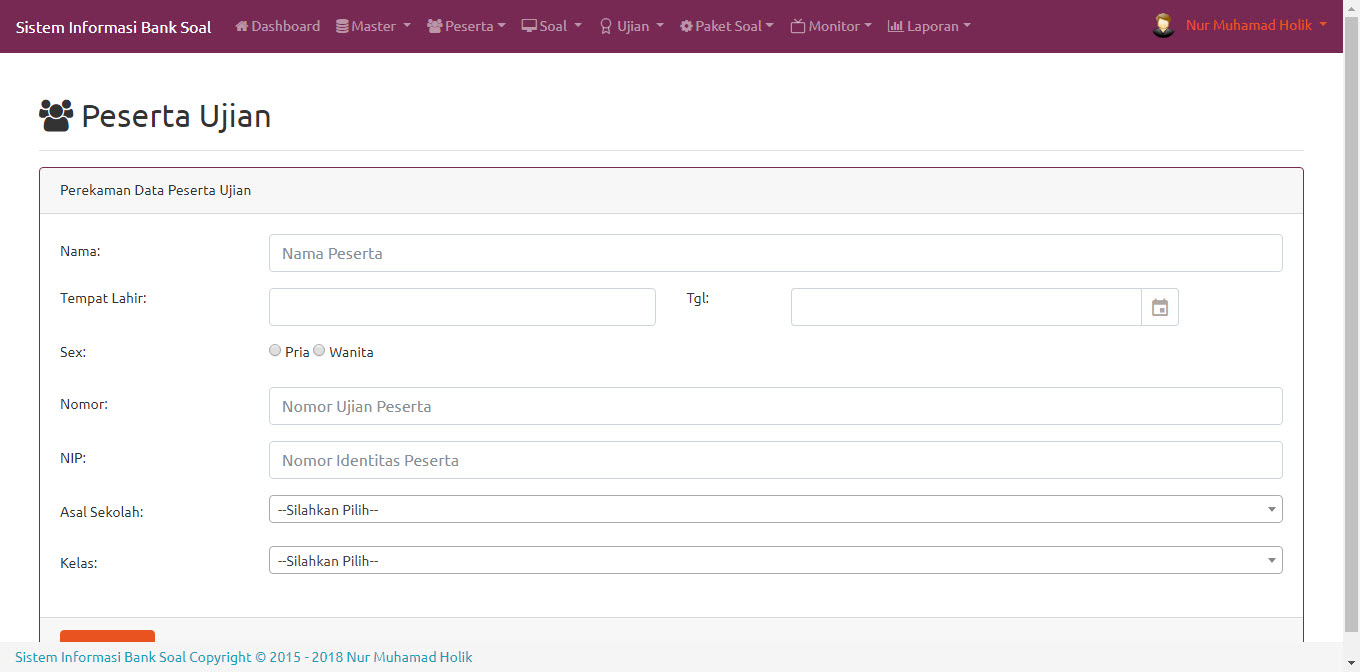 Sistem Informasi Bank Soal Dashboard Master Peserta Soal Ujian Paket Soal Monitor Laporan Nur Muhamad Holik
Peserta Ujian
Perekaman Data Peserta Ujian
Nama: Nama Peserta
Tempat Lahir: Tgl:
Sex: Pria Wanita
Nomor: Nomor Ujian Peserta
NIP: Nomor Identitas Peserta
Asal Sekolah: --Silahkan Pilih--
Kelas: --Silahkan Pilih--
Sistem Informasi Bank Soal Copyright © 2015 - 2018 Nur Muhamad Holik